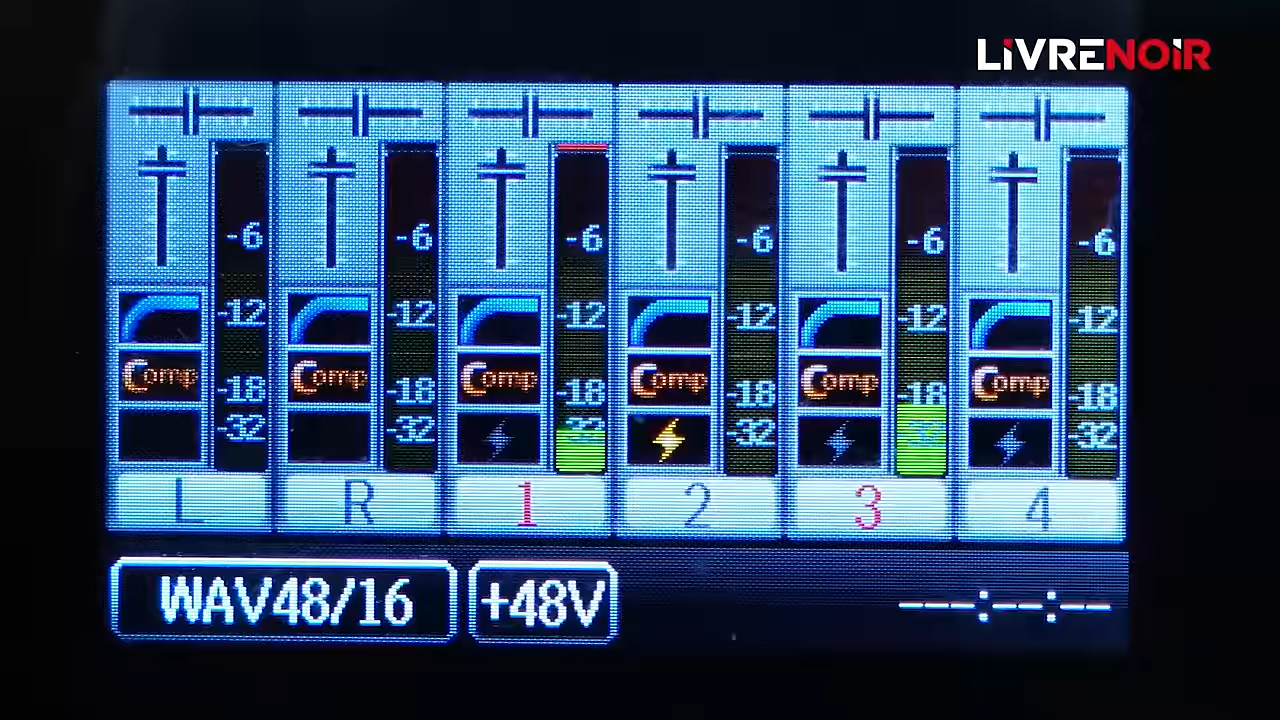 LiVRENOIR
-6 -6 -6 -6 -6 -6
-12 -12 -12 -12 -12 -12
Comp Comp Comp Comp Comp Comp
-18 -18 -18 -18 -18 -18
-32 -32 -32 -32 -32 -32
L R 1 2 3 4
WAV48/16 +48V --:--:--